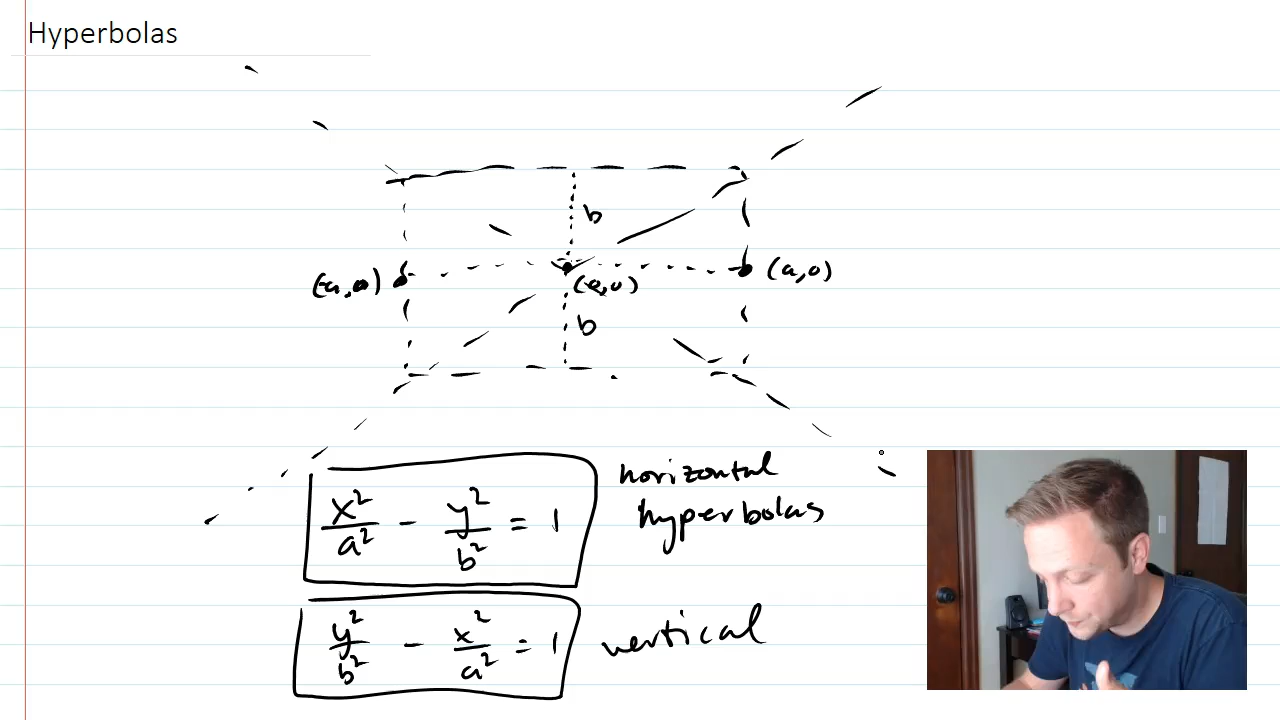 Hyperbolas
b
(-a,0)
(0,0)
(a,0)
b
x²/a² - y²/b² = 1
horizontal
hyperbolas
y²/b² - x²/a² = 1
vertical